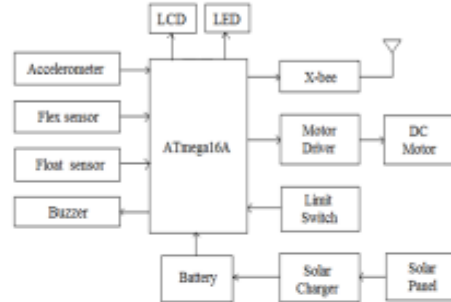 LCD
LED
Accelerometer
X-bee
Flex sensor
ATmega16A
Motor
Driver
DC
Motor
Float sensor
Buzzer
Limit
Switch
Battery
Solar
Charger
Solar
Panel